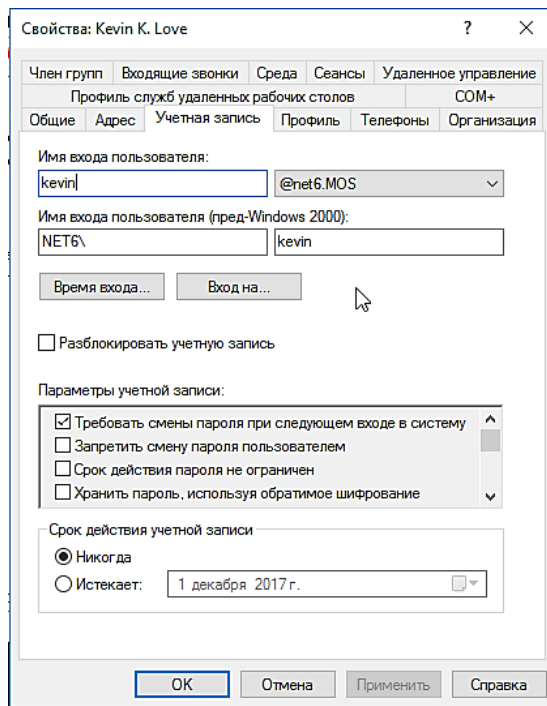 Свойства: Kevin K. Love
Член групп Входящие звонки Среда Сеансы Удаленное управление
Профиль служб удаленных рабочих столов COM+
Общие Адрес Учетная запись Профиль Телефоны Организация
Имя входа пользователя:
kevin @net6.MOS
Имя входа пользователя (пред-Windows 2000):
NET6\ kevin
Время входа... Вход на...
Разблокировать учетную запись
Параметры учетной записи:
Требовать смены пароля при следующем входе в систему
Запретить смену пароля пользователем
Срок действия пароля не ограничен
Хранить пароль, используя обратимое шифрование
Срок действия учетной записи
Никогда
Истекает: 1 декабря 2017 г.
OK Отмена Применить Справка